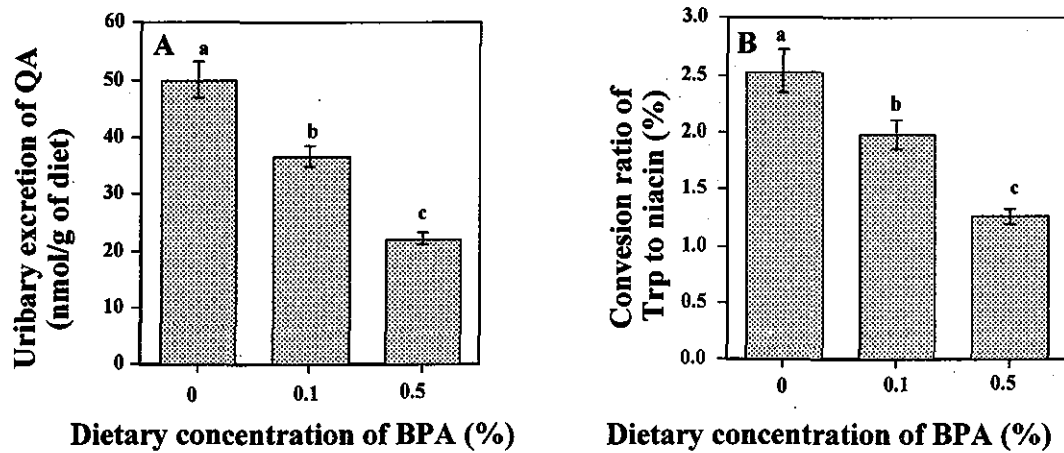 A
a
b
c
Uribary excretion of QA
(nmol/g of diet)
60
50
40
30
20
10
0
0
0.1
0.5
Dietary concentration of BPA (%)
B
a
b
c
Convesion ratio of
Trp to niacin (%)
3.0
2.5
2.0
1.5
1.0
0.5
0.0
0
0.1
0.5
Dietary concentration of BPA (%)